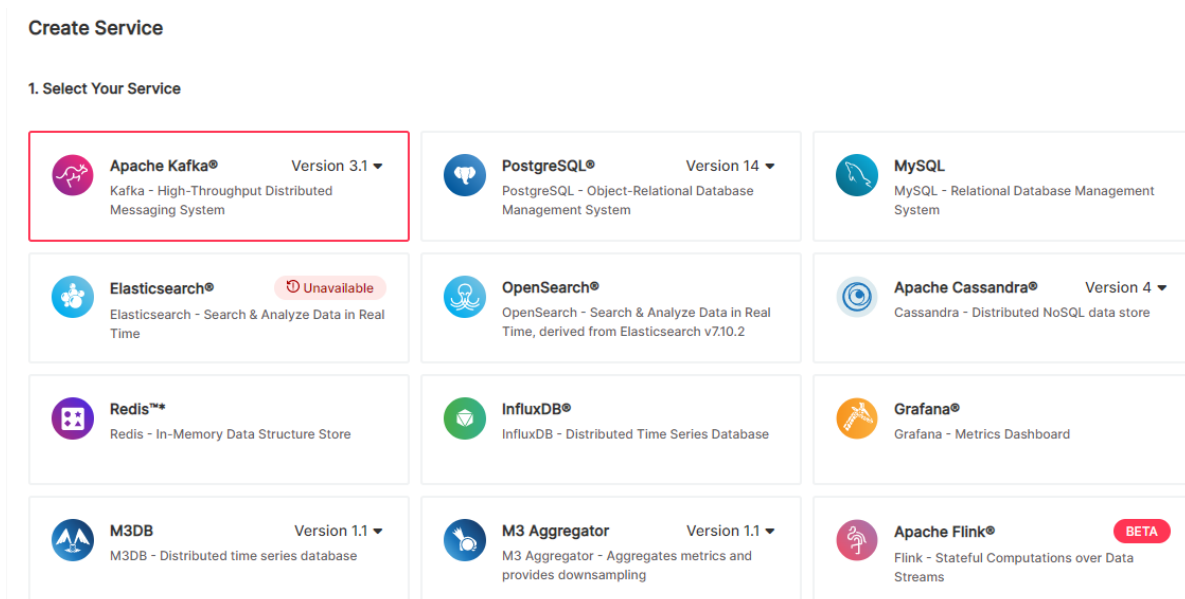 Create Service
1. Select Your Service
Apache Kafka® Version 3.1
Kafka - High-Throughput Distributed
Messaging System
PostgreSQL® Version 14
PostgreSQL - Object-Relational Database
Management System
MySQL
MySQL - Relational Database Management
System
Elasticsearch® Unavailable
Elasticsearch - Search & Analyze Data in Real
Time
OpenSearch®
OpenSearch - Search & Analyze Data in Real
Time, derived from Elasticsearch v7.10.2
Apache Cassandra® Version 4
Cassandra - Distributed NoSQL data store
Redis™*
Redis - In-Memory Data Structure Store
InfluxDB®
InfluxDB - Distributed Time Series Database
Grafana®
Grafana - Metrics Dashboard
M3DB Version 1.1
M3DB - Distributed time series database
M3 Aggregator Version 1.1
M3 Aggregator - Aggregates metrics and
provides downsampling
Apache Flink® BETA
Flink - Stateful Computations over Data
Streams